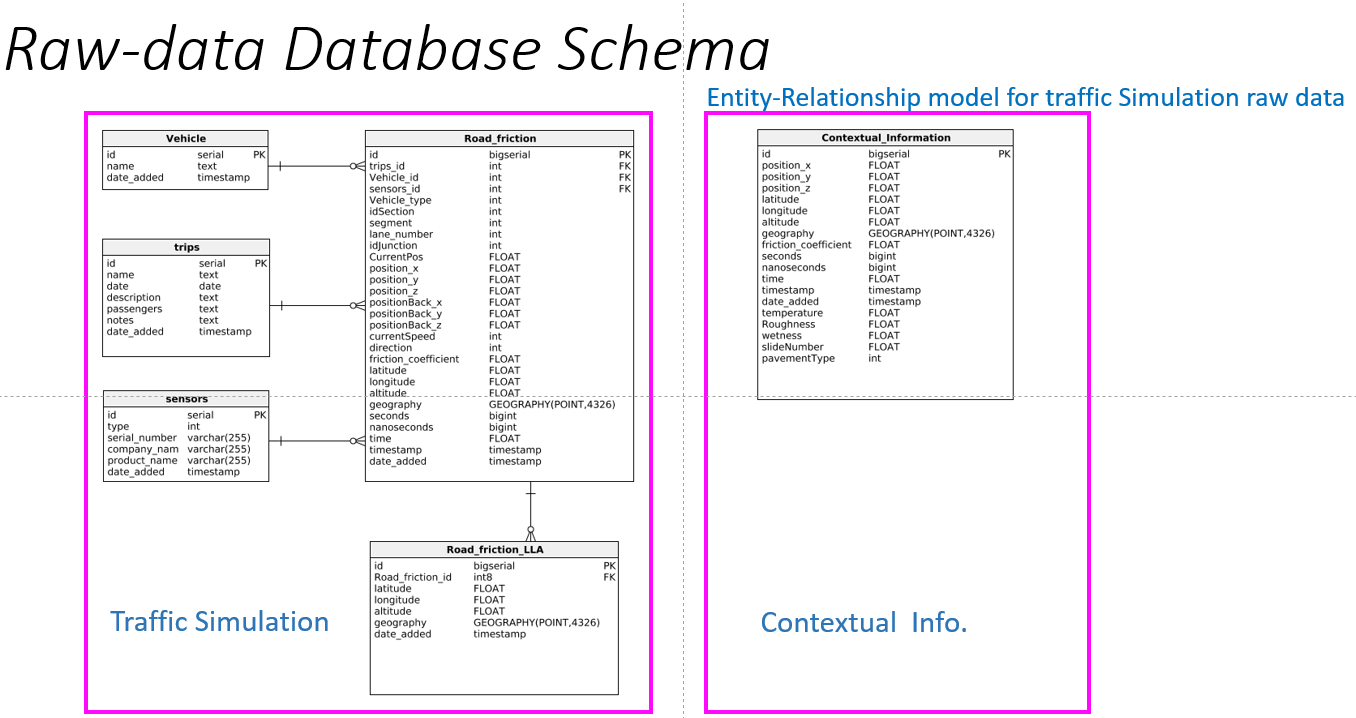 Raw-data Database Schema
Entity-Relationship model for traffic Simulation raw data
Vehicle
id serial PK
name text
date_added timestamp
trips
id serial PK
name text
date date
description text
passengers text
notes text
date_added timestamp
sensors
id serial PK
type int
serial_number varchar(255)
company_nam varchar(255)
product_name varchar(255)
date_added timestamp
Road_friction
id bigserial PK
trips_id int FK
Vehicle_id int FK
sensors_id int FK
Vehicle_type int
idSection int
segment int
lane_number int
idJunction int
CurrentPos FLOAT
position_x FLOAT
position_y FLOAT
position_z FLOAT
positionBack_x FLOAT
positionBack_y FLOAT
positionBack_z FLOAT
currentSpeed int
direction int
friction_coefficient FLOAT
latitude FLOAT
longitude FLOAT
altitude FLOAT
geography GEOGRAPHY(POINT,4326)
seconds bigint
nanoseconds bigint
time FLOAT
timestamp timestamp
date_added timestamp
Road_friction_LLA
id bigserial PK
Road_friction_id int8 FK
latitude FLOAT
longitude FLOAT
altitude FLOAT
geography GEOGRAPHY(POINT,4326)
date_added timestamp
Traffic Simulation
Contextual_Information
id bigserial PK
position_x FLOAT
position_y FLOAT
position_z FLOAT
latitude FLOAT
longitude FLOAT
altitude FLOAT
geography GEOGRAPHY(POINT,4326)
friction_coefficient FLOAT
seconds bigint
nanoseconds bigint
time FLOAT
timestamp timestamp
date_added timestamp
temperature FLOAT
Roughness FLOAT
wetness FLOAT
slideNumber FLOAT
pavementType int
Contextual Info.